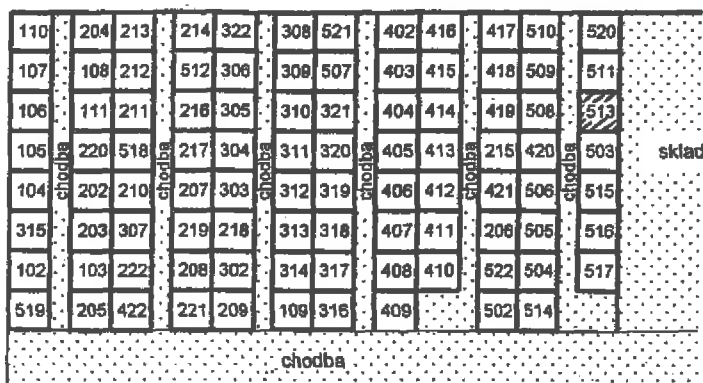 110 204 213 214 322 308 521 402 416 417 510 520
107 108 212 512 306 309 507 403 415 418 509 511
106 111 211 216 305 310 321 404 414 419 508 513
105 220 518 217 304 311 320 405 413 215 420 503 sklad
104 202 210 207 303 312 319 406 412 421 506 515
315 203 307 219 218 313 318 407 411 206 505 516
102 103 222 208 302 314 317 408 410 522 504 517
519 205 422 221 209 109 316 409 502 514
chodba
chodba
chodba
chodba
chodba
chodba
chodba